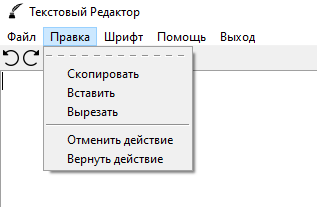 Текстовый Редактор
Файл Правка Шрифт Помощь Выход
Скопировать
Вставить
Вырезать
Отменить действие
Вернуть действие